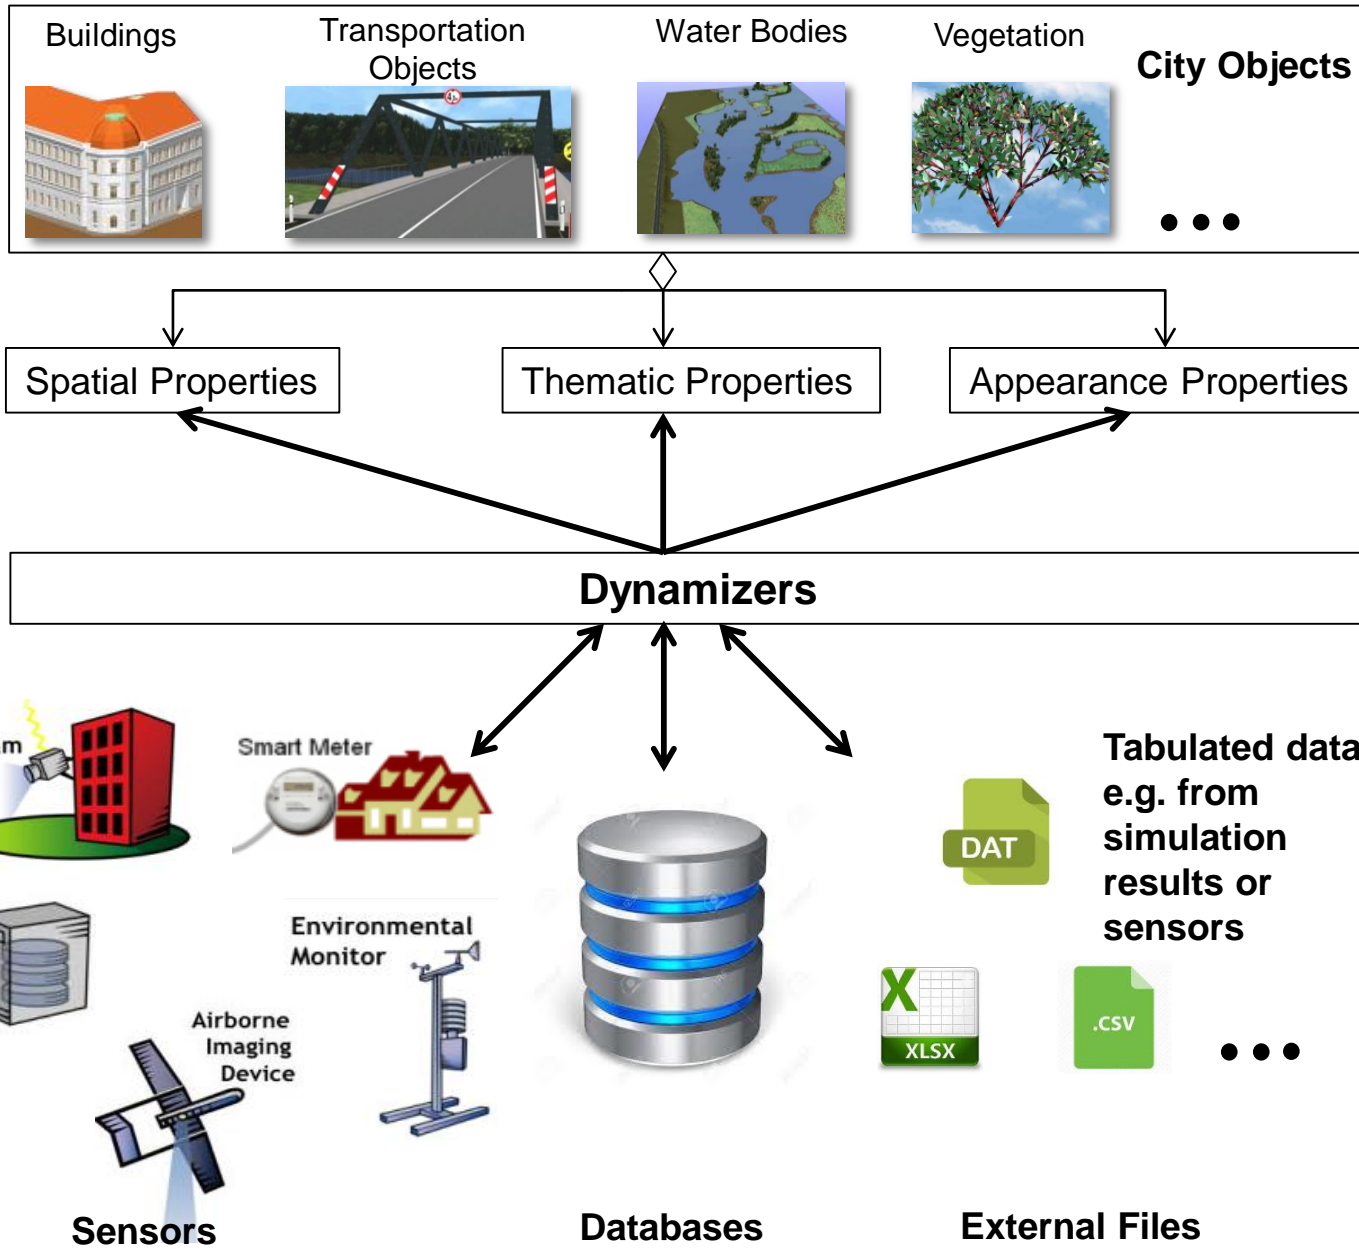 Buildings
Transportation
Objects
Water Bodies
Vegetation
City Objects
Spatial Properties
Thematic Properties
Appearance Properties
Dynamizers
Smart Meter
Tabulated data
e.g. from
simulation
results or
sensors
DAT
Environmental
Monitor
XLSX
.CSV
Airborne
Imaging
Device
Sensors
Databases
External Files